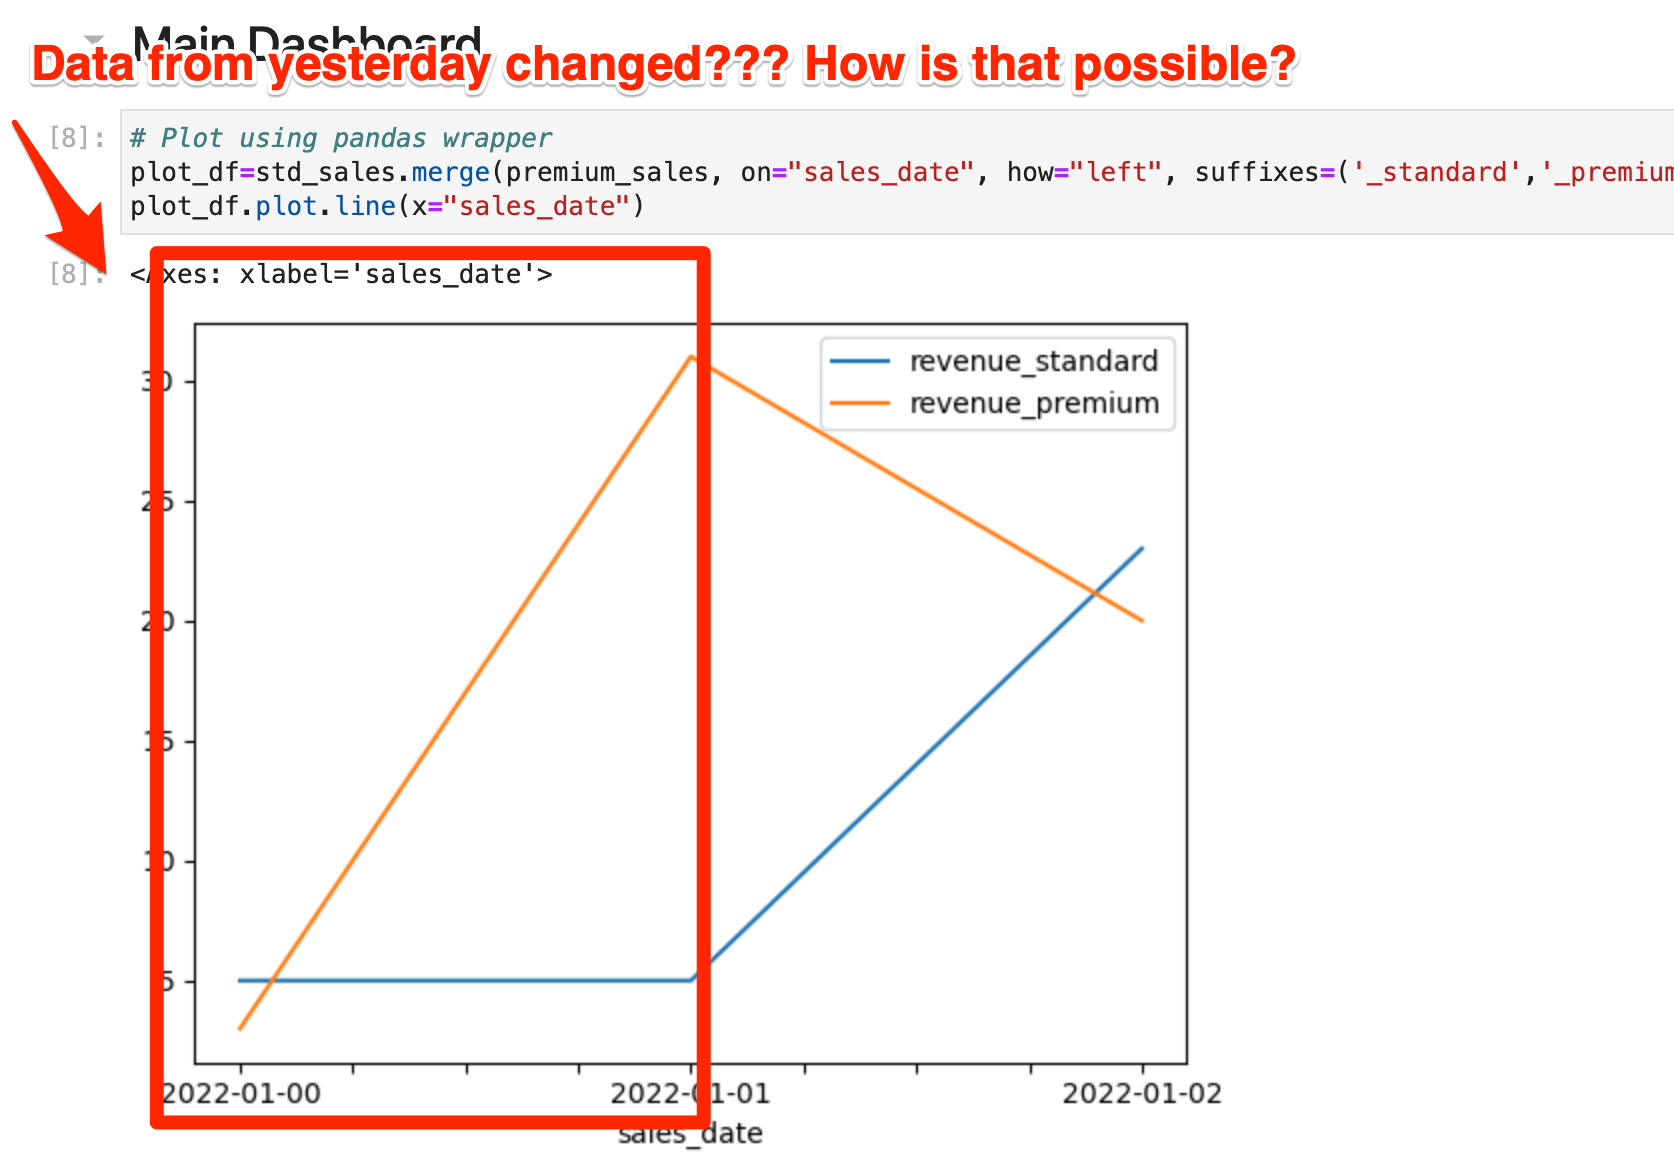 Main Dashboard
Data from yesterday changed??? How is that possible?
[8]: # Plot using pandas wrapper
plot_df=std_sales.merge(premium_sales, on="sales_date", how="left", suffixes=('_standard','_premium
plot_df.plot.line(x="sales_date")
[8]: <Axes: xlabel='sales_date'>
revenue_standard
revenue_premium
30
25
20
15
10
5
2022-01-00 2022-01-01 2022-01-02
sales_date